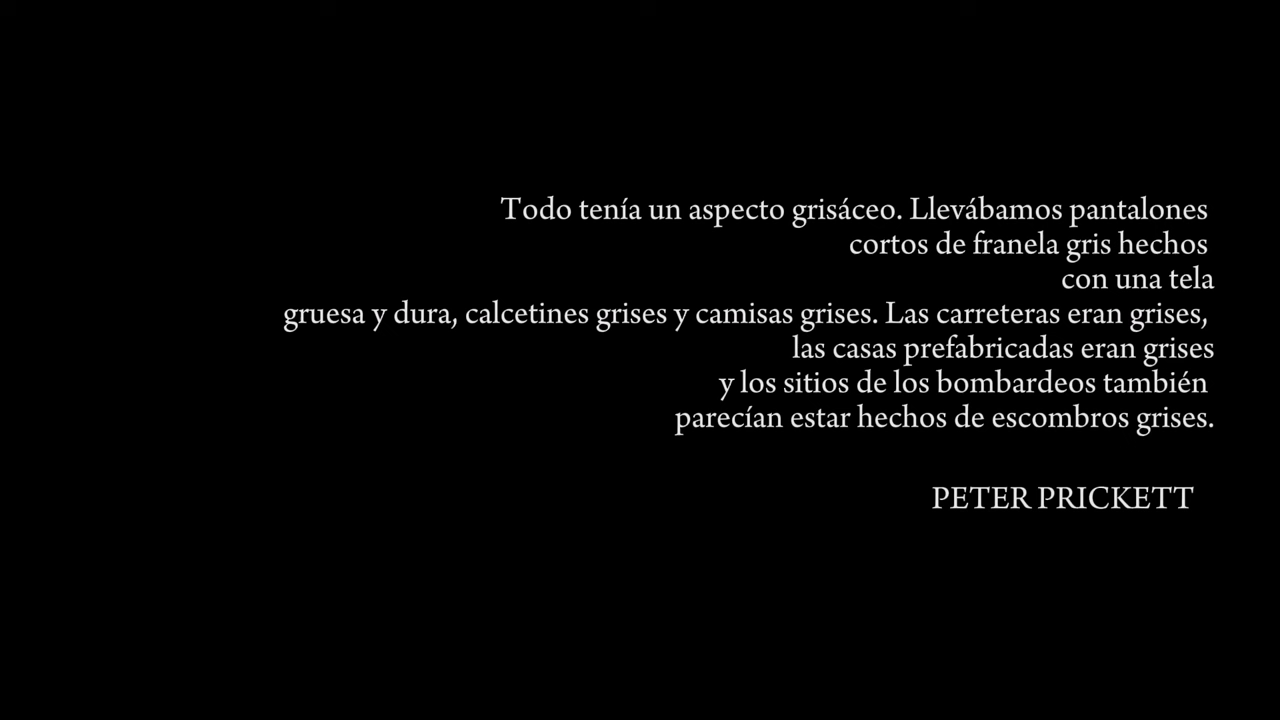 Todo tenía un aspecto grisáceo. Llevábamos pantalones
cortos de franela gris hechos
con una tela
gruesa y dura, calcetines grises y camisas grises. Las carreteras eran grises,
las casas prefabricadas eran grises
y los sitios de los bombardeos también
parecían estar hechos de escombros grises.
PETER PRICKETT